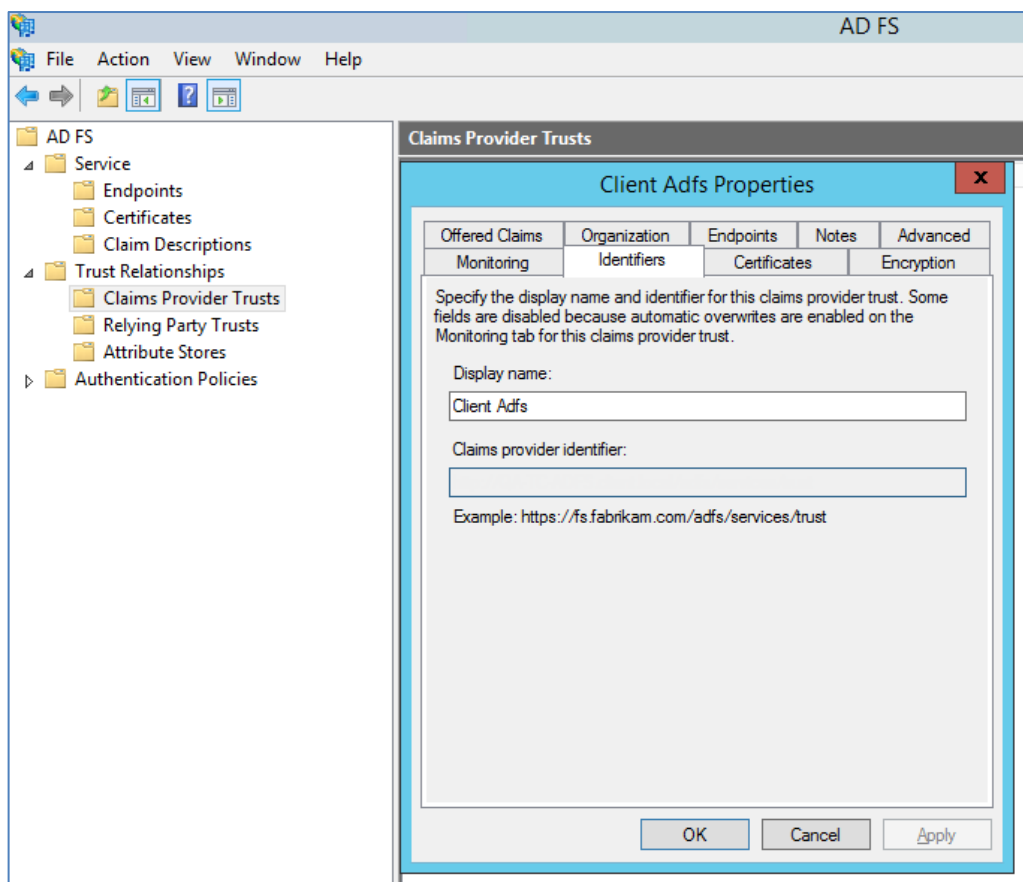 AD FS
File Action View Window Help
AD FS
Service
Endpoints
Certificates
Claim Descriptions
Trust Relationships
Claims Provider Trusts
Relying Party Trusts
Attribute Stores
Authentication Policies
Claims Provider Trusts
Client Adfs Properties
x
Offered Claims Organization Endpoints Notes Advanced
Monitoring Identifiers Certificates Encryption
Specify the display name and identifier for this claims provider trust. Some
fields are disabled because automatic overwrites are enabled on the
Monitoring tab for this claims provider trust.
Display name:
Client Adfs
Claims provider identifier:
Example: https://fs.fabrikam.com/adfs/services/trust
OK Cancel Apply